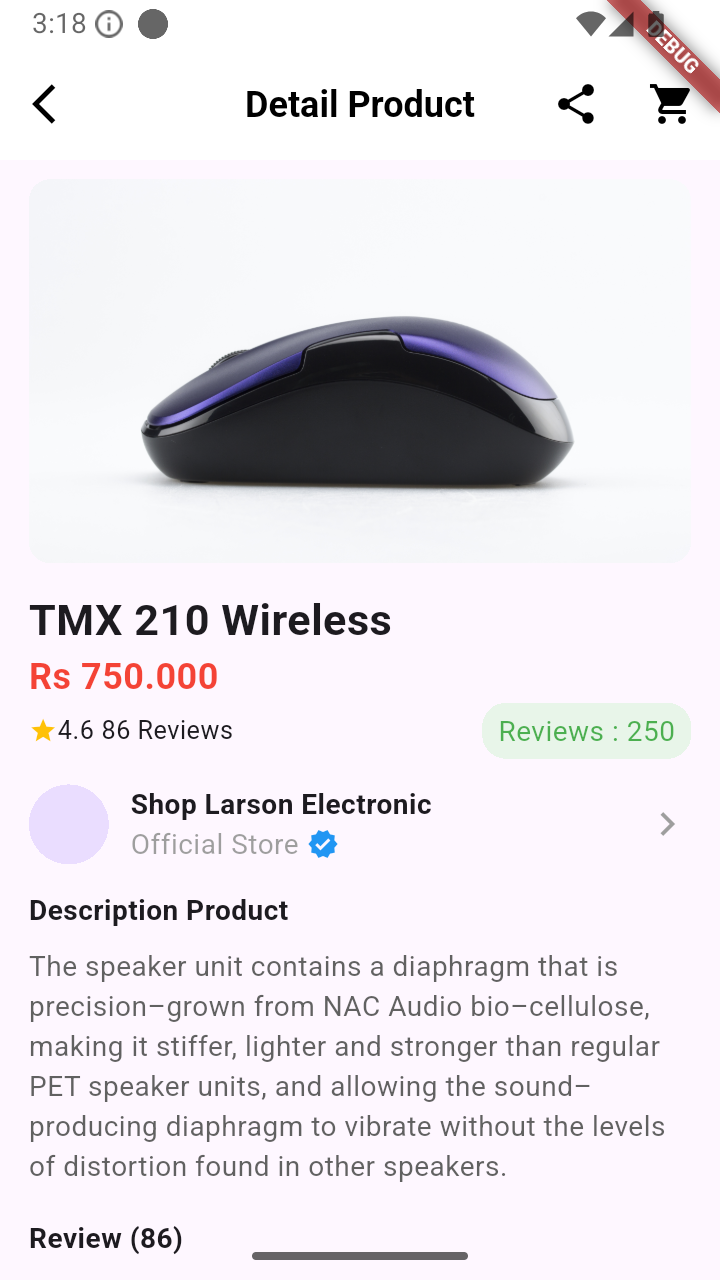 3:18
DEBUG
Detail Product
TMX 210 Wireless
Rs 750.000
4.6 86 Reviews
Reviews : 250
Shop Larson Electronic
Official Store
Description Product
The speaker unit contains a diaphragm that is
precision–grown from NAC Audio bio–cellulose,
making it stiffer, lighter and stronger than regular
PET speaker units, and allowing the sound–
producing diaphragm to vibrate without the levels
of distortion found in other speakers.
Review (86)